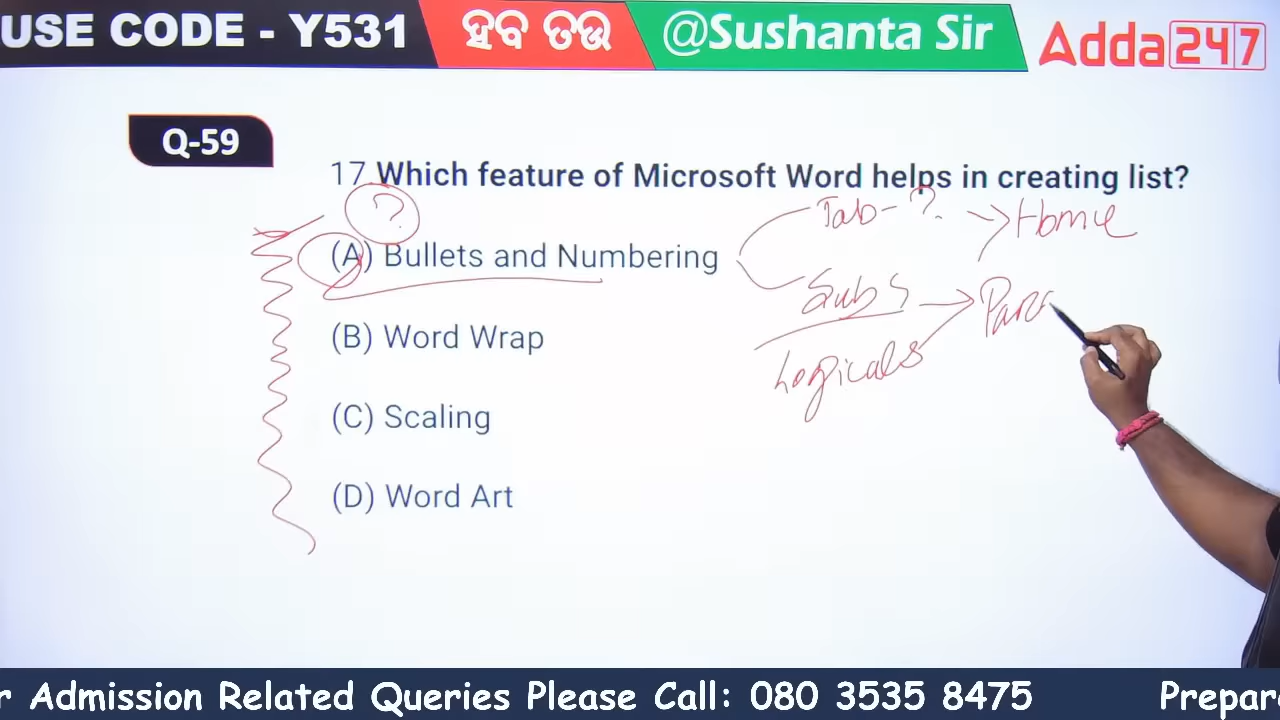 USE CODE - Y531
ହବ ତଉ
@Sushanta Sir
Adda247
Q-59
17 Which feature of Microsoft Word helps in creating list?
?
Tab - ? → Home
(A) Bullets and Numbering
Sub → Para
(B) Word Wrap
Logicals
(C) Scaling
(D) Word Art
r Admission Related Queries Please Call: 080 3535 8475
Prepar